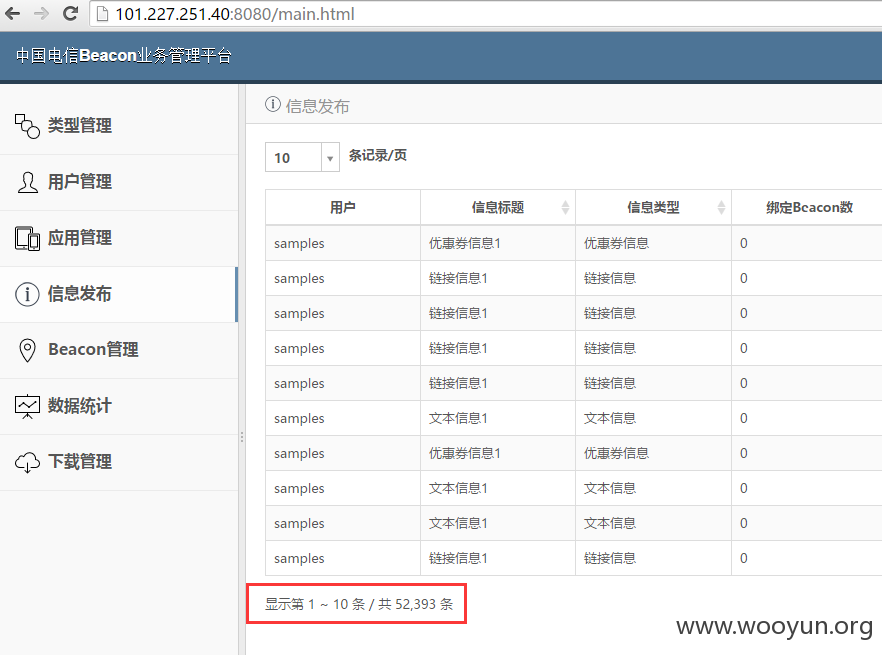 101.227.251.40:8080/main.html
中国电信Beacon业务管理平台
类型管理
用户管理
应用管理
信息发布
Beacon管理
数据统计
下载管理
信息发布
10 条记录/页
用户 信息标题 信息类型 绑定Beacon数
samples 优惠券信息1 优惠券信息 0
samples 链接信息1 链接信息 0
samples 链接信息1 链接信息 0
samples 链接信息1 链接信息 0
samples 链接信息1 链接信息 0
samples 文本信息1 文本信息 0
samples 优惠券信息1 优惠券信息 0
samples 文本信息1 文本信息 0
samples 文本信息1 文本信息 0
samples 链接信息1 链接信息 0
显示第 1 ~ 10 条 / 共 52,393 条
www.wooyun.org